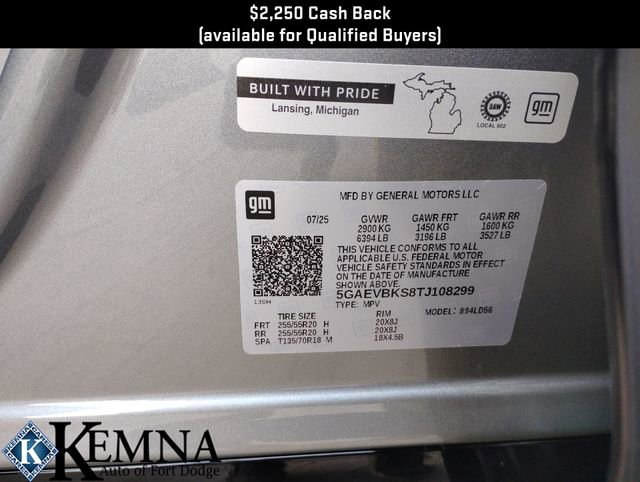 $2,250 Cash Back
(available for Qualified Buyers)
BUILT WITH PRIDE
Lansing, Michigan
UAW
LOCAL 602
gm
gm
MFD BY GENERAL MOTORS LLC
07/25 GVWR GAWR FRT GAWR RR
2900 KG 1450 KG 1600 KG
6394 LB 3196 LB 3527 LB
THIS VEHICLE CONFORMS TO ALL
APPLICABLE U.S. FEDERAL MOTOR
VEHICLE SAFETY STANDARDS IN EFFECT
ON THE DATE OF MANUFACTURE
SHOWN ABOVE.
5GAEVBKS8TJ108299
TYPE: MPV MODEL: 894LD56
TIRE SIZE RIM
FRT 255/55R20 H 20X8J
RR 255/55R20 H 20X8J
SPA T135/70R18 M 18X4.5B
KEMNA
Auto of Fort Dodge